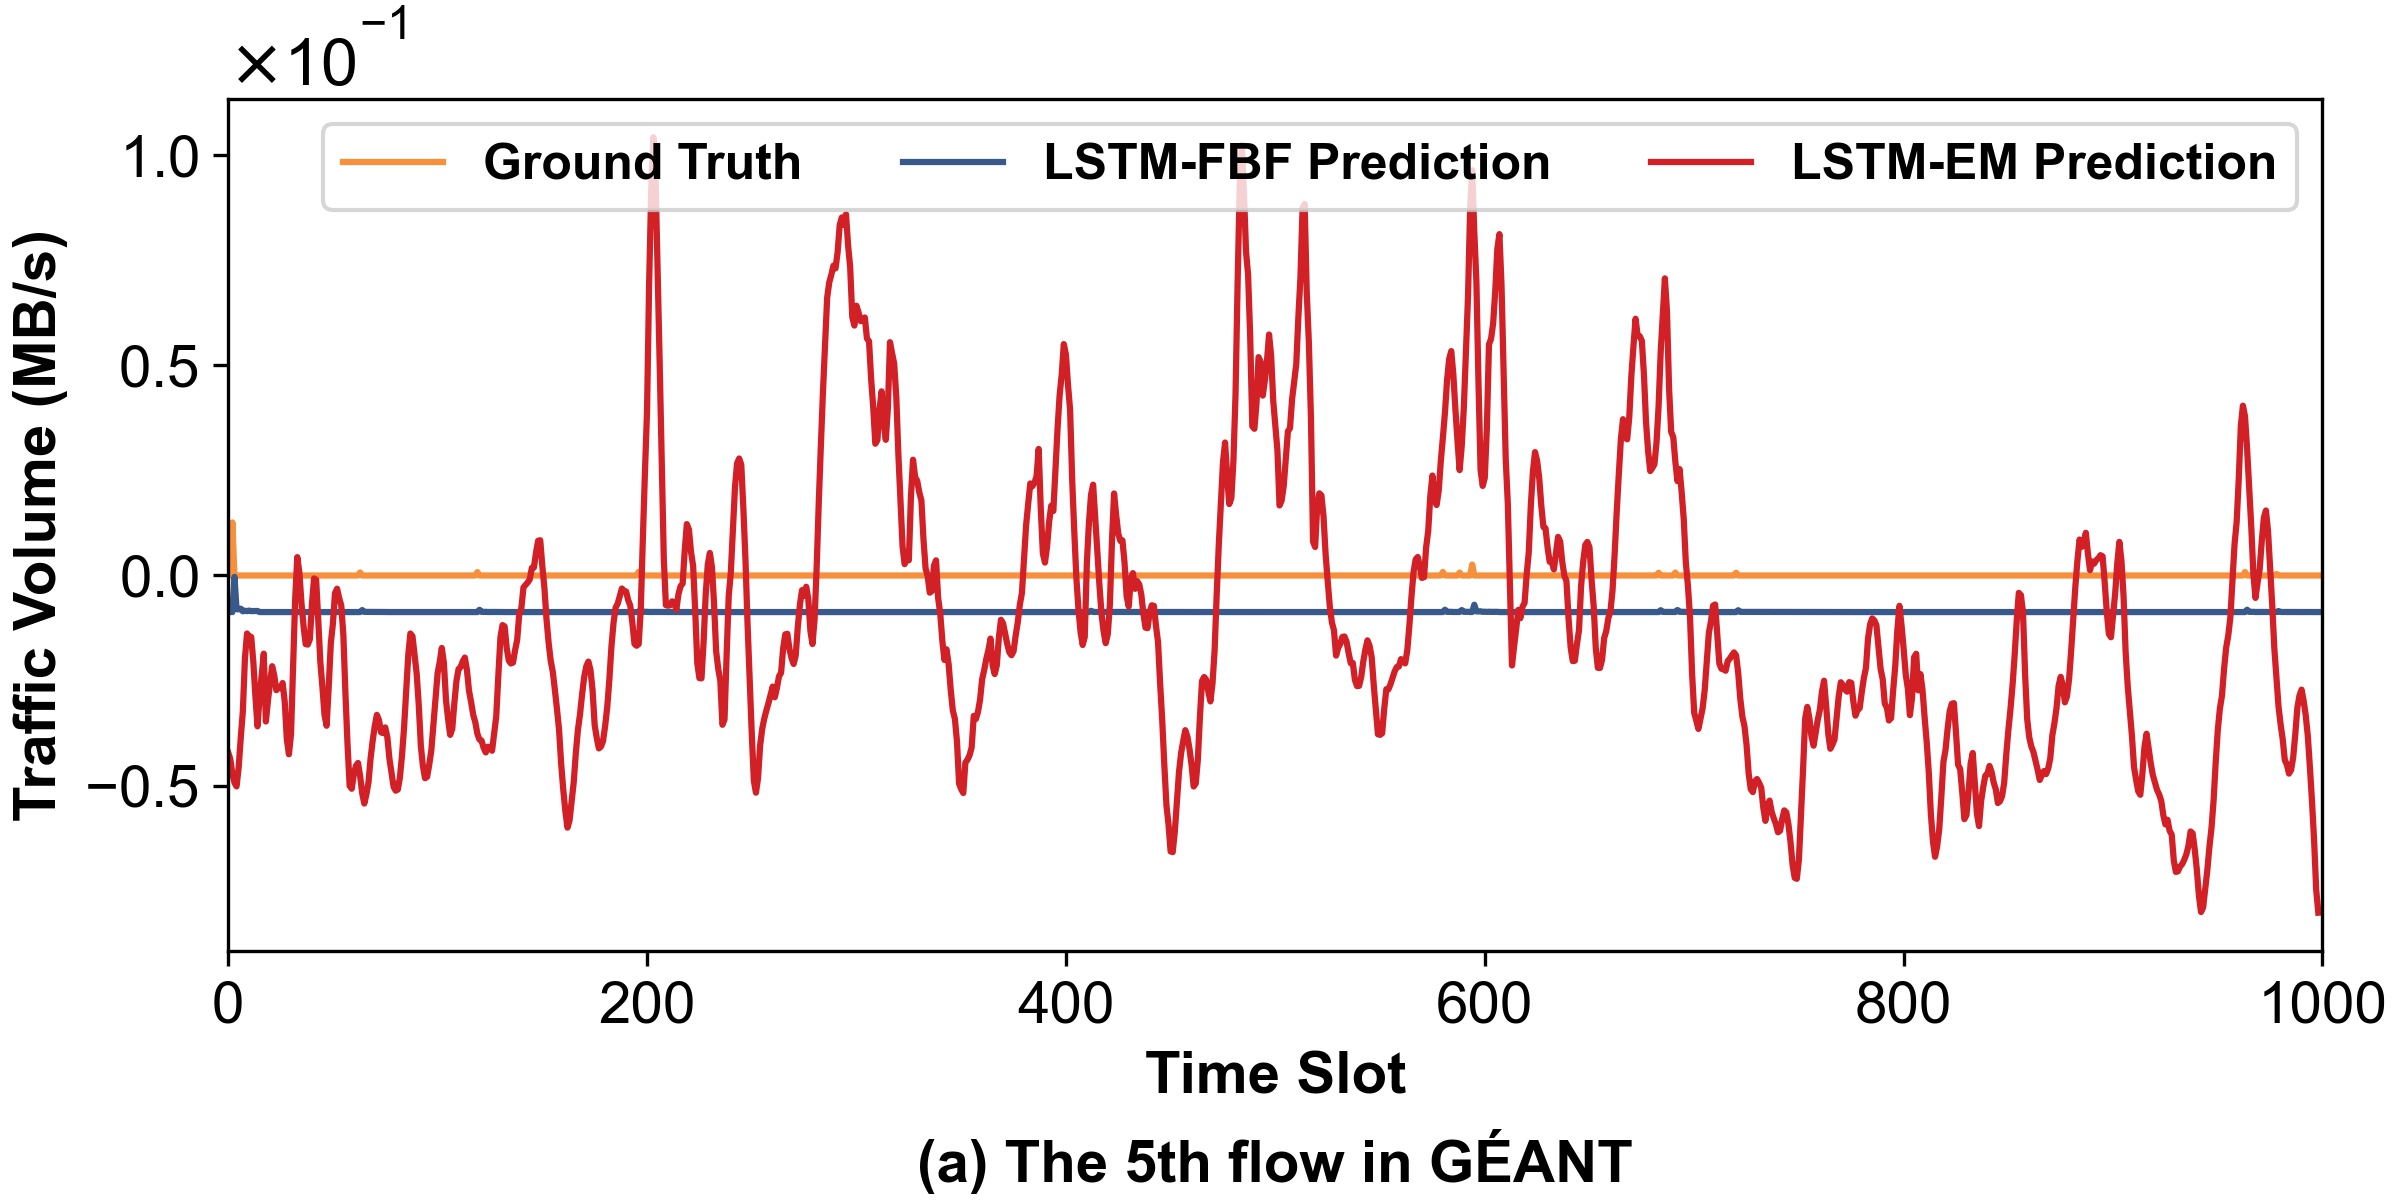 ×10⁻¹
Ground Truth LSTM-FBF Prediction LSTM-EM Prediction
1.0
0.5
0.0
−0.5
Traffic Volume (MB/s)
0 200 400 600 800 1000
Time Slot
(a) The 5th flow in GÉANT